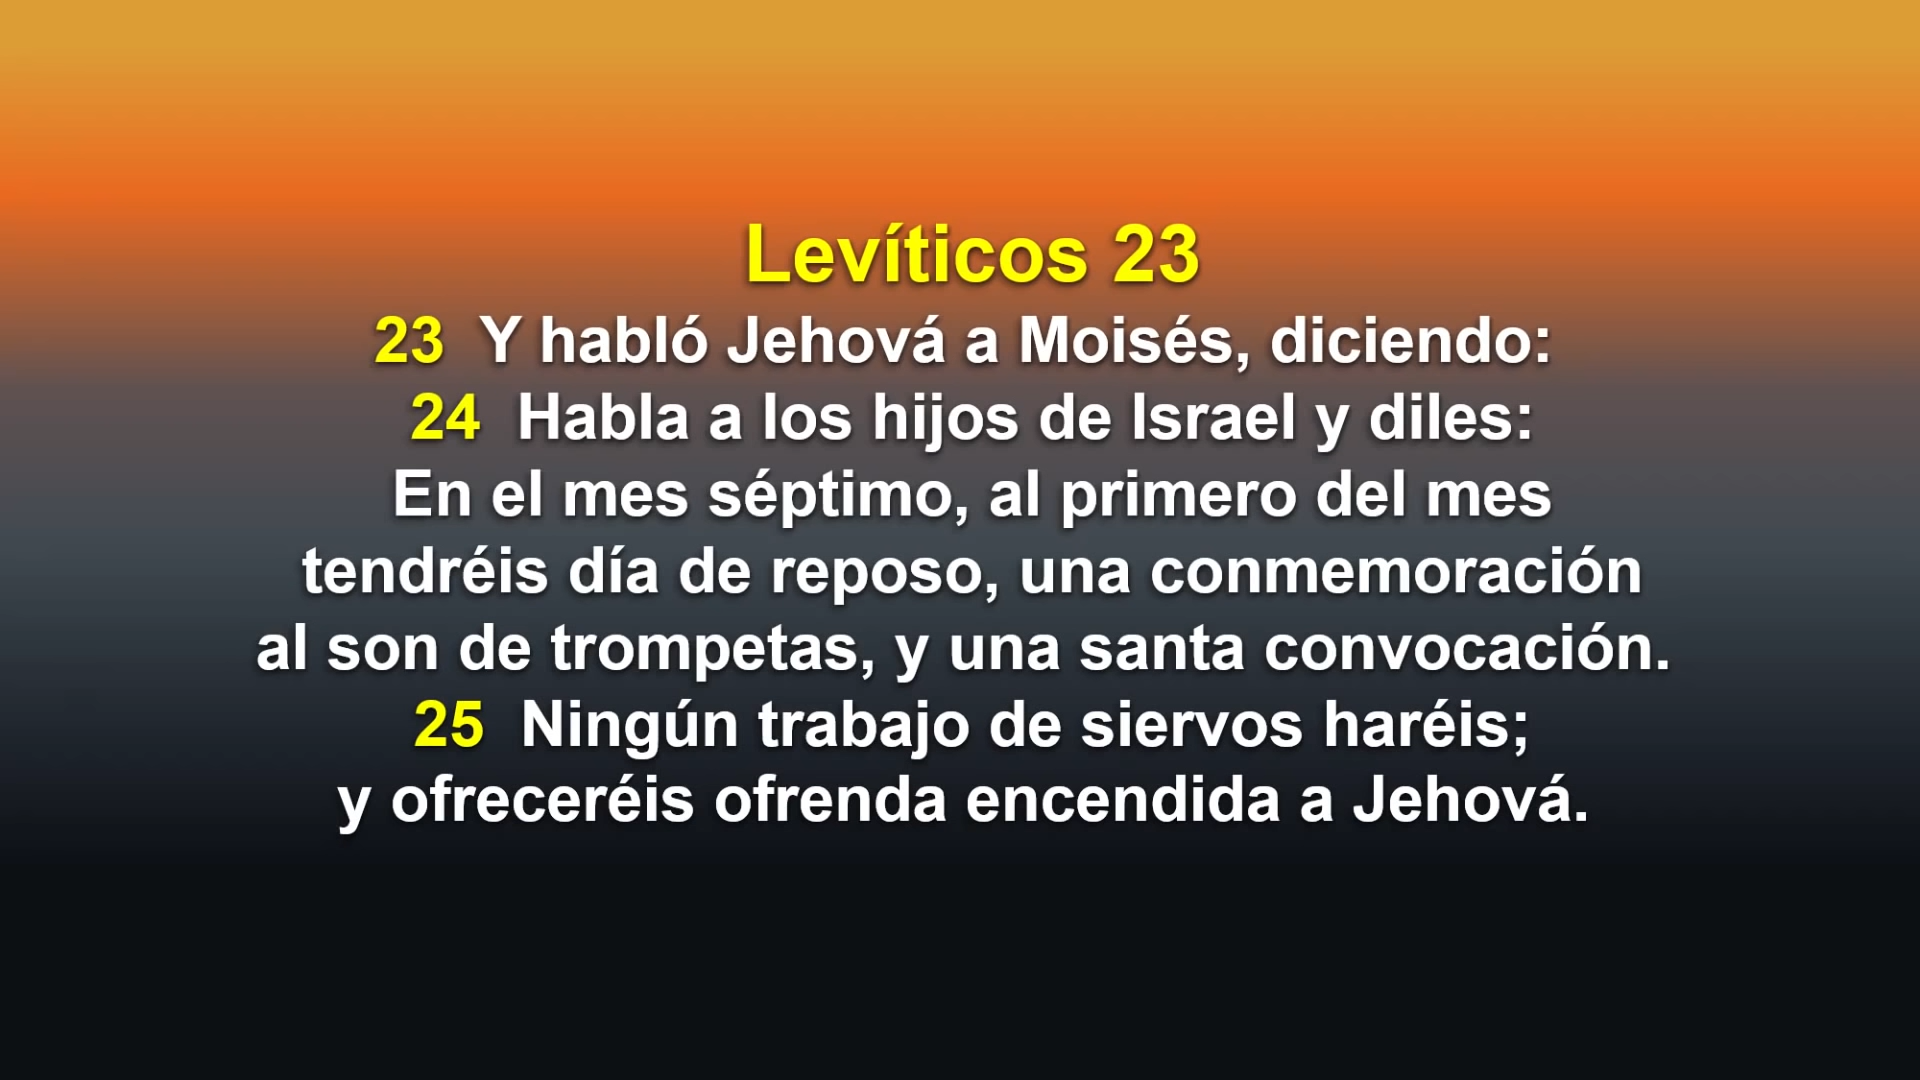 Levíticos 23
23 Y habló Jehová a Moisés, diciendo:
24 Habla a los hijos de Israel y diles:
En el mes séptimo, al primero del mes
tendréis día de reposo, una conmemoración
al son de trompetas, y una santa convocación.
25 Ningún trabajo de siervos haréis;
y ofreceréis ofrenda encendida a Jehová.